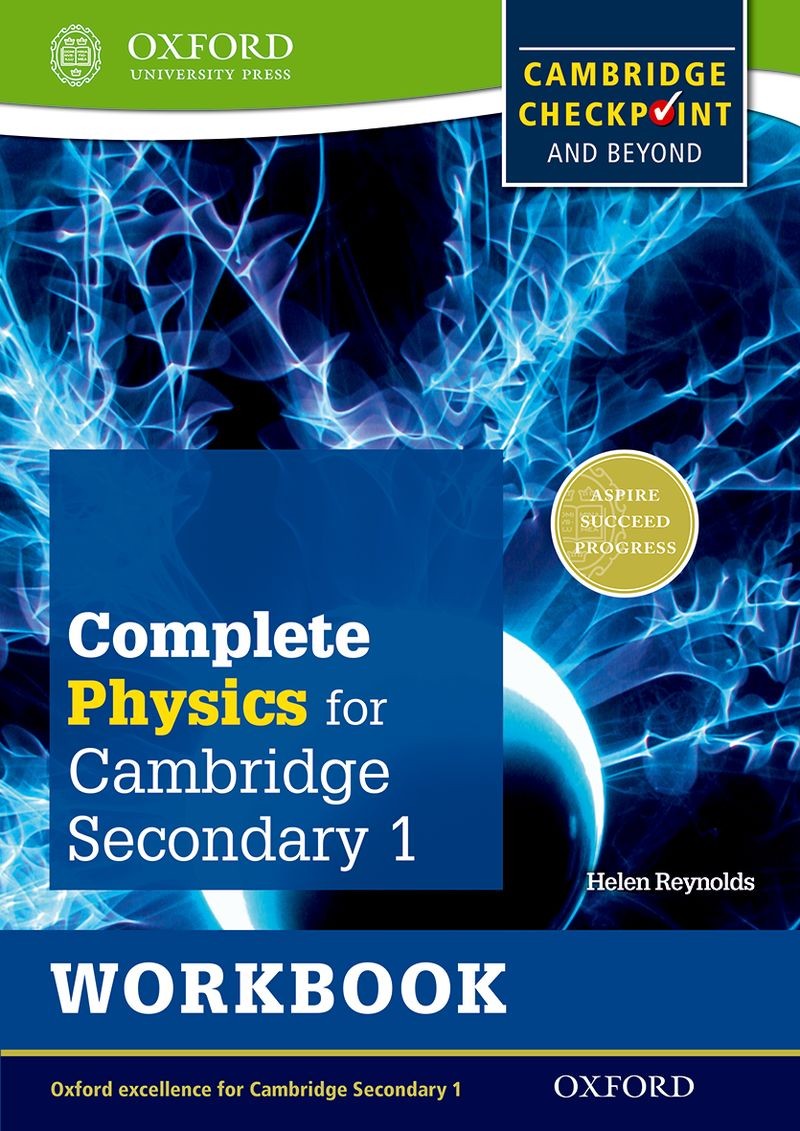 OXFORD
UNIVERSITY PRESS
CAMBRIDGE
CHECKPOINT
AND BEYOND
ASPIRE
SUCCEED
PROGRESS
Complete
Physics for
Cambridge
Secondary 1
Helen Reynolds
WORKBOOK
Oxford excellence for Cambridge Secondary 1
OXFORD